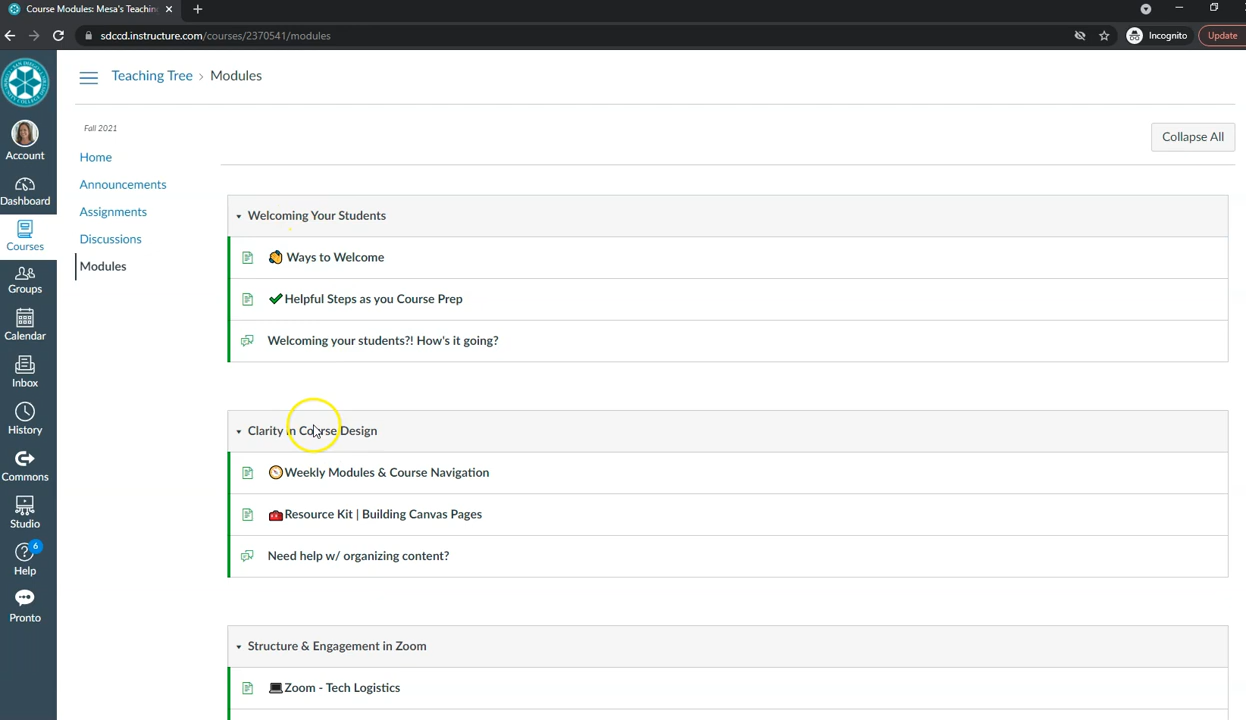 Course Modules: Mesa's Teachin
sdccd.instructure.com/courses/2370541/modules
Incognito
Update
Teaching Tree › Modules
Account
Dashboard
Courses
Groups
Calendar
Inbox
History
Commons
Studio
6
Help
Pronto
Fall 2021
Home
Announcements
Assignments
Discussions
Modules
Collapse All
Welcoming Your Students
Ways to Welcome
Helpful Steps as you Course Prep
Welcoming your students?! How's it going?
Clarity in Course Design
Weekly Modules & Course Navigation
Resource Kit | Building Canvas Pages
Need help w/ organizing content?
Structure & Engagement in Zoom
Zoom - Tech Logistics